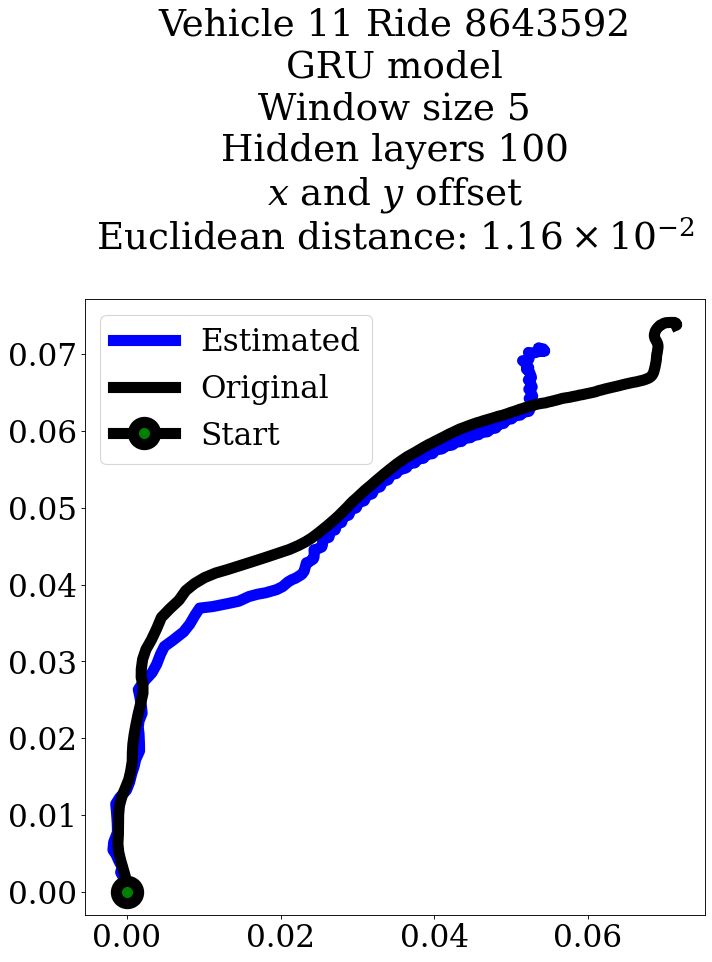 Vehicle 11 Ride 8643592
GRU model
Window size 5
Hidden layers 100
x and y offset
Euclidean distance: 1.16 × 10⁻²
Estimated
Original
Start
0.07
0.06
0.05
0.04
0.03
0.02
0.01
0.00
0.00 0.02 0.04 0.06